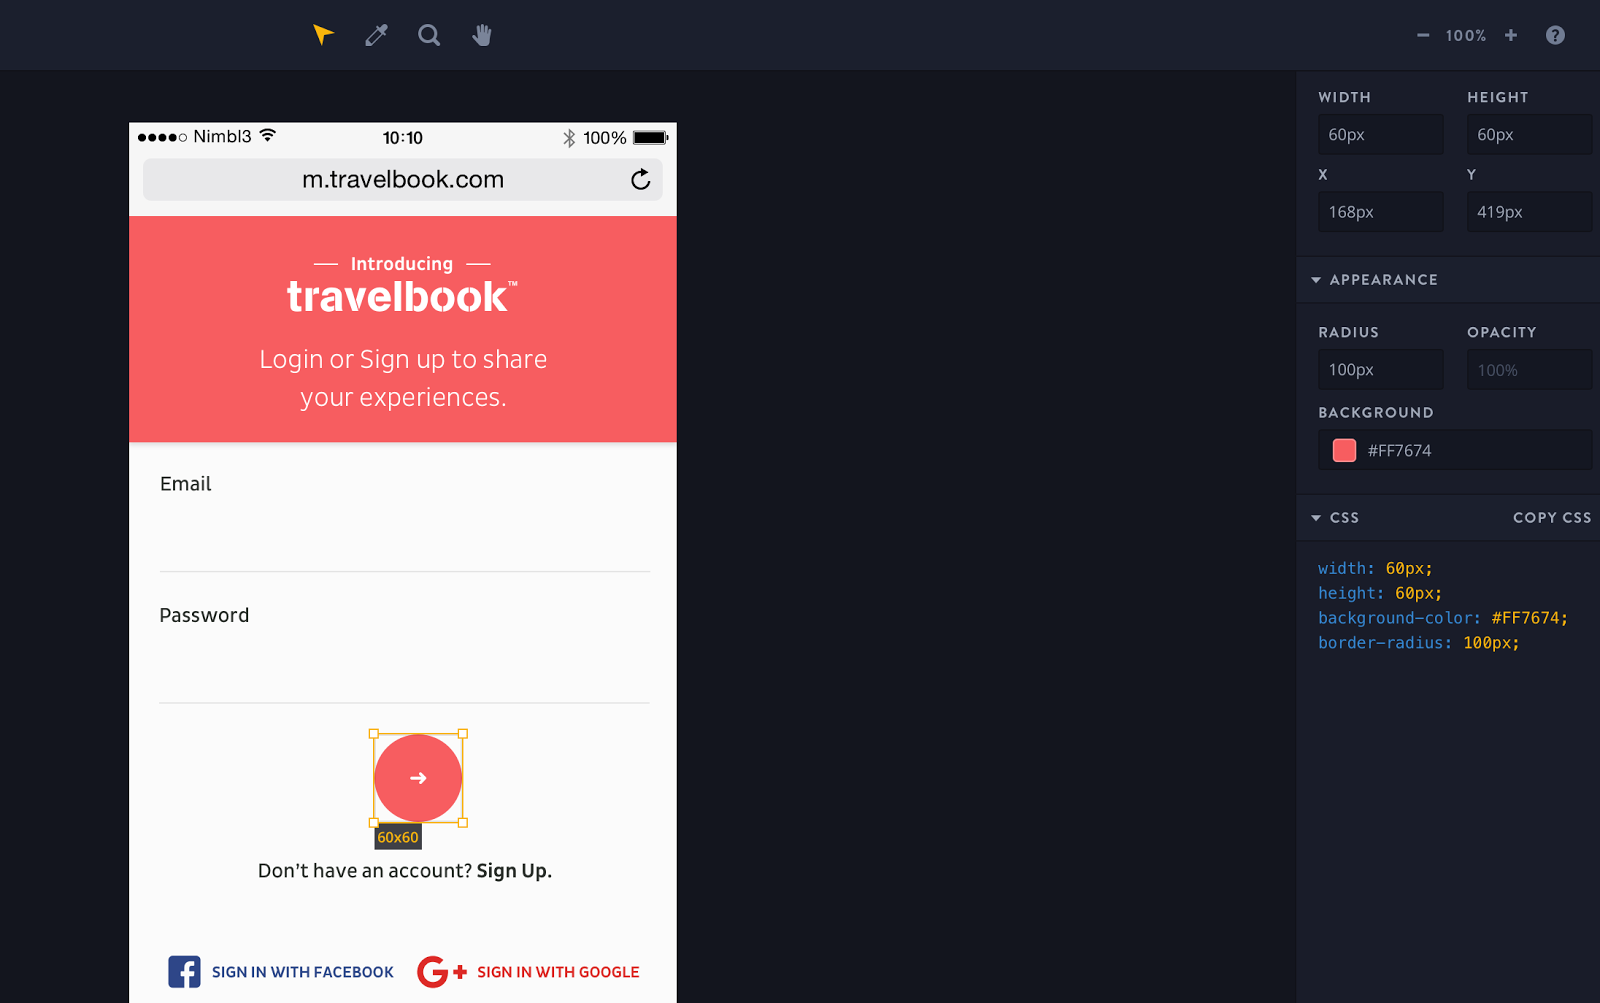 100%
WIDTH HEIGHT
60px 60px
X Y
168px 419px
APPEARANCE
RADIUS OPACITY
100px 100%
BACKGROUND
#FF7674
CSS COPY CSS
width: 60px;
height: 60px;
background-color: #FF7674;
border-radius: 100px;
Nimbl3 10:10 100%
m.travelbook.com
Introducing
travelbook™
Login or Sign up to share
your experiences.
Email
Password
60x60
Don't have an account? Sign Up.
SIGN IN WITH FACEBOOK G+ SIGN IN WITH GOOGLE